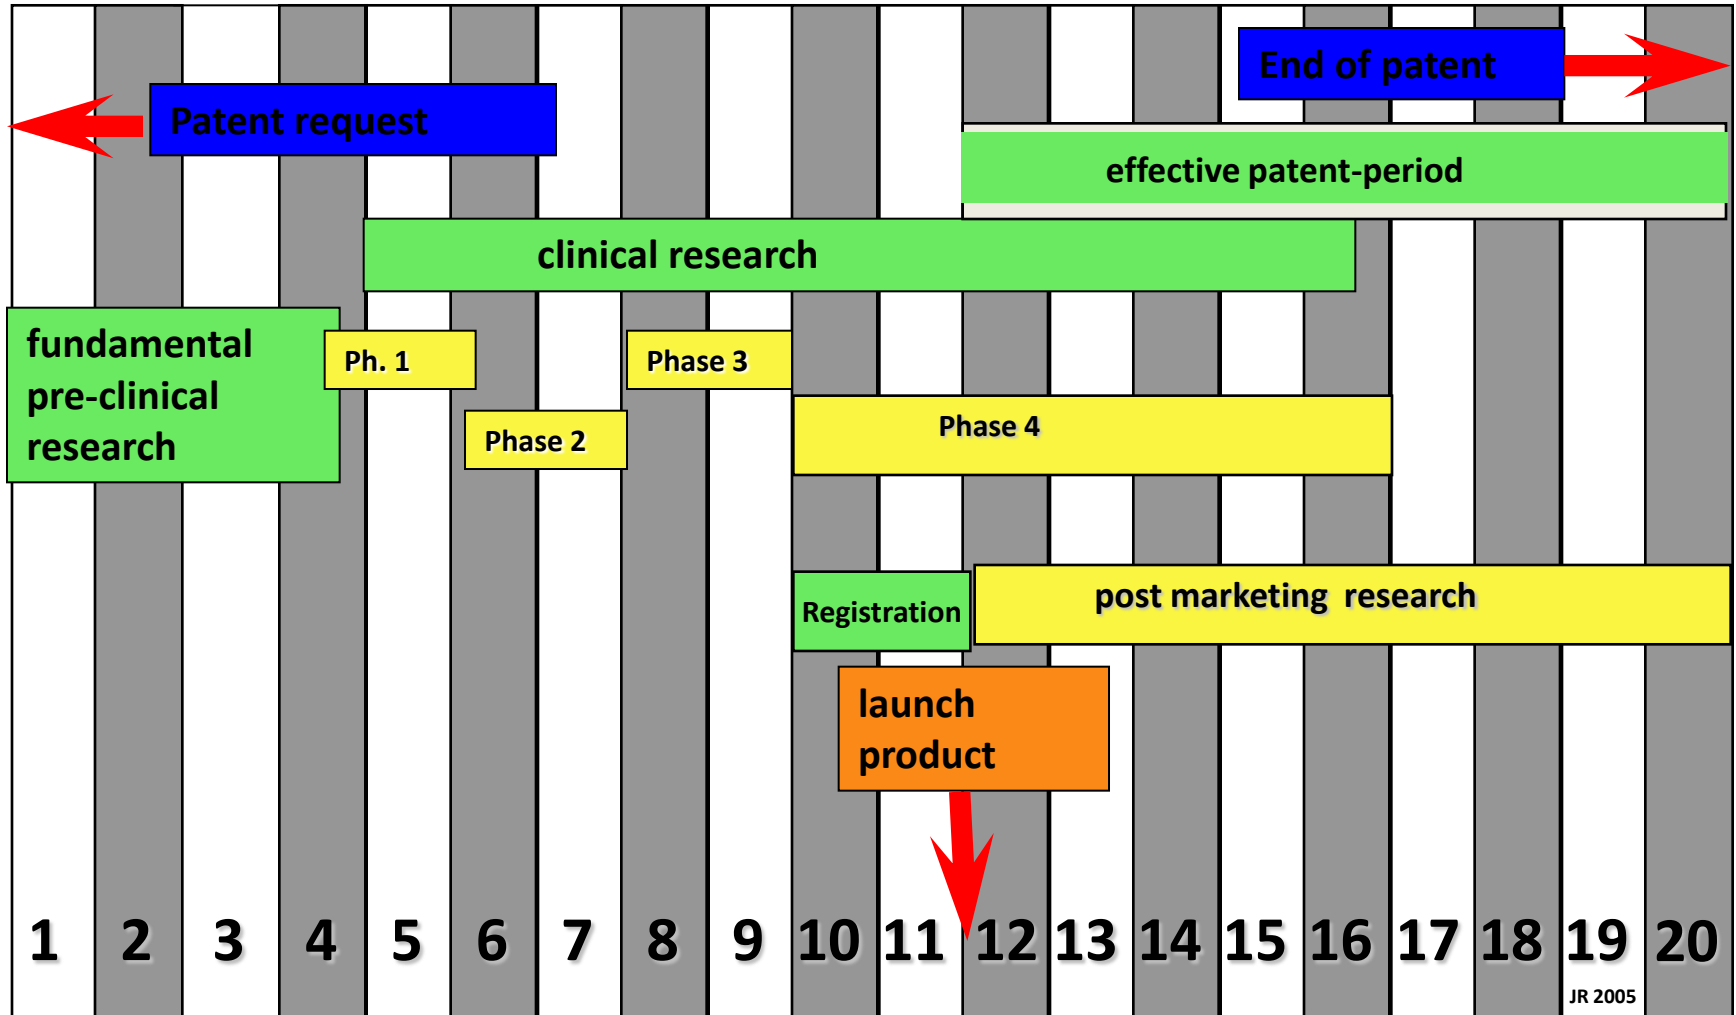 End of patent
Patent request
effective patent-period
clinical research
fundamental
pre-clinical
research
Ph. 1
Phase 3
Phase 2
Phase 4
Registration
post marketing research
launch
product
1 2 3 4 5 6 7 8 9 10 11 12 13 14 15 16 17 18 19 20
JR 2005